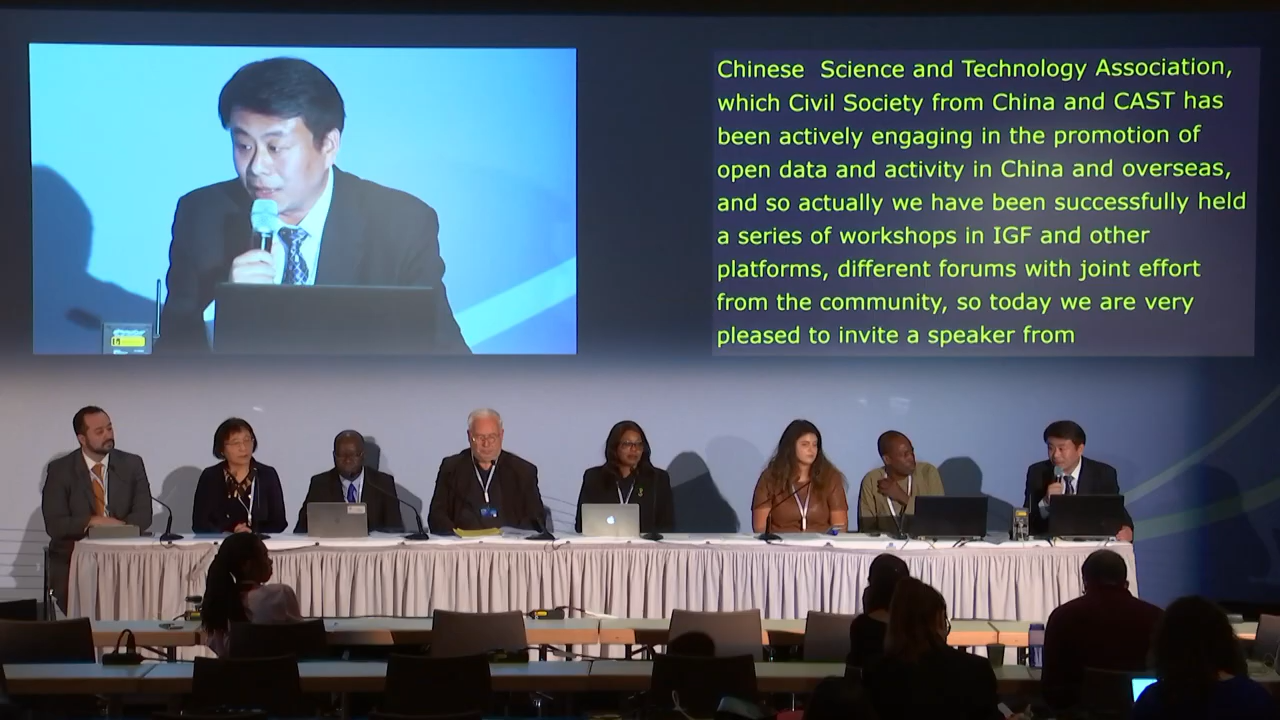 Chinese  Science and Technology Association,
which Civil Society from China and CAST has
been actively engaging in the promotion of
open data and activity in China and overseas,
and so actually we have been successfully held
a series of workshops in IGF and other
platforms, different forums with joint effort
from the community, so today we are very
pleased to invite a speaker from